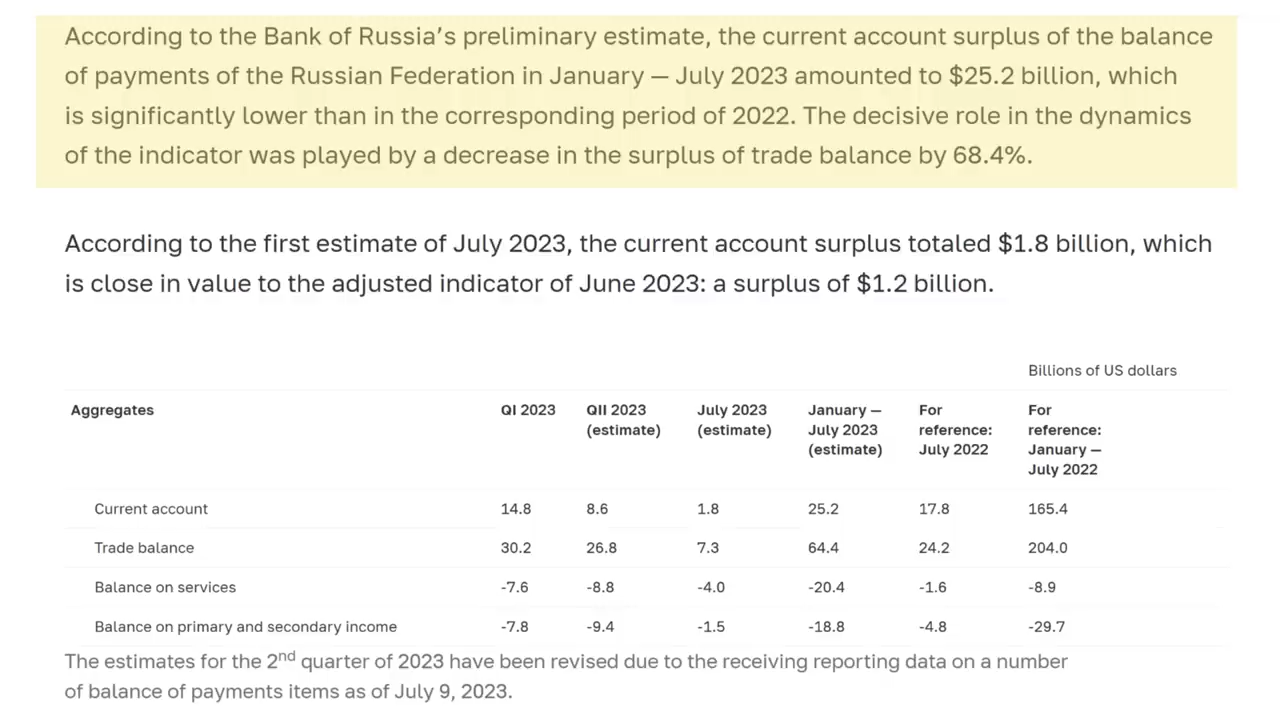 According to the Bank of Russia’s preliminary estimate, the current account surplus of the balance
of payments of the Russian Federation in January — July 2023 amounted to $25.2 billion, which
is significantly lower than in the corresponding period of 2022. The decisive role in the dynamics
of the indicator was played by a decrease in the surplus of trade balance by 68.4%.
According to the first estimate of July 2023, the current account surplus totaled $1.8 billion, which
is close in value to the adjusted indicator of June 2023: a surplus of $1.2 billion.
Billions of US dollars
Aggregates QI 2023 QII 2023 (estimate) July 2023 (estimate) January — July 2023 (estimate) For reference: July 2022 For reference: January — July 2022
Current account 14.8 8.6 1.8 25.2 17.8 165.4
Trade balance 30.2 26.8 7.3 64.4 24.2 204.0
Balance on services -7.6 -8.8 -4.0 -20.4 -1.6 -8.9
Balance on primary and secondary income -7.8 -9.4 -1.5 -18.8 -4.8 -29.7
The estimates for the 2nd quarter of 2023 have been revised due to the receiving reporting data on a number
of balance of payments items as of July 9, 2023.